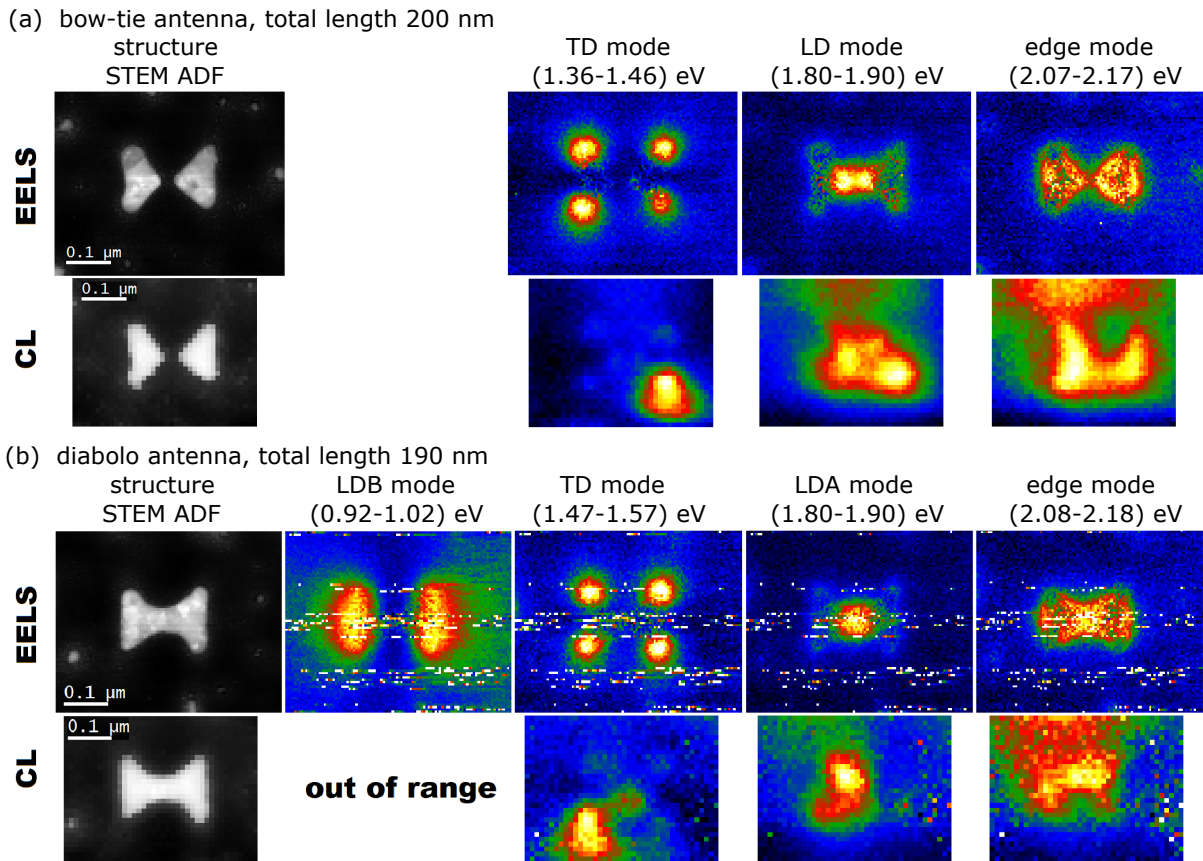 (a) bow-tie antenna, total length 200 nm
structure TD mode LD mode edge mode
STEM ADF (1.36-1.46) eV (1.80-1.90) eV (2.07-2.17) eV
EELS
0.1 µm
0.1 µm
CL
(b) diabolo antenna, total length 190 nm
structure LDB mode TD mode LDA mode edge mode
STEM ADF (0.92-1.02) eV (1.47-1.57) eV (1.80-1.90) eV (2.08-2.18) eV
EELS
0.1 µm
0.1 µm
CL
out of range